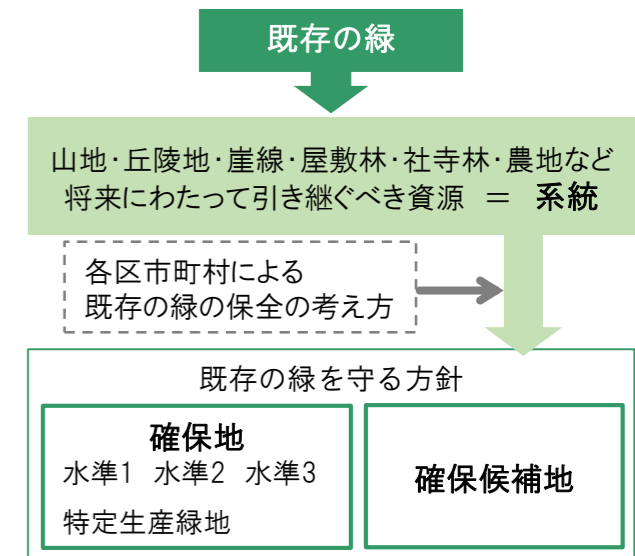 既存の緑
山地・丘陵地・崖線・屋敷林・社寺林・農地など
将来にわたって引き継ぐべき資源 = 系統
各区市町村による
既存の緑の保全の考え方
既存の緑を守る方針
確保地
水準1 水準2 水準3
特定生産緑地
確保候補地